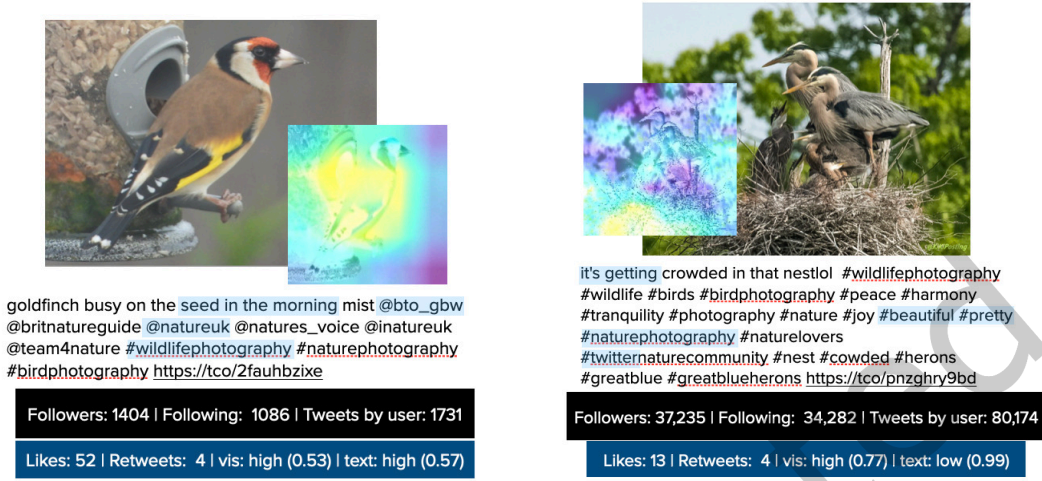 goldfinch busy on the seed in the morning mist @bto_gbw
@britnatureguide @natureuk @natures_voice @inatureuk
@team4nature #wildlifephotography #naturephotography
#birdphotography https://tco/2fauhbzixe
Followers: 1404 | Following: 1086 | Tweets by user: 1731
Likes: 52 | Retweets: 4 | vis: high (0.53) | text: high (0.57)
it's getting crowded in that nestlol #wildlifephotography
#wildlife #birds #birdphotography #peace #harmony
#tranquility #photography #nature #joy #beautiful #pretty
#naturephotography #naturelovers
#twitternaturecommunity #nest #cowded #herons
#greatblue #greatblueherons https://tco/pnzghry9bd
Followers: 37,235 | Following: 34,282 | Tweets by user: 80,174
Likes: 13 | Retweets: 4 | vis: high (0.77) | text: low (0.99)